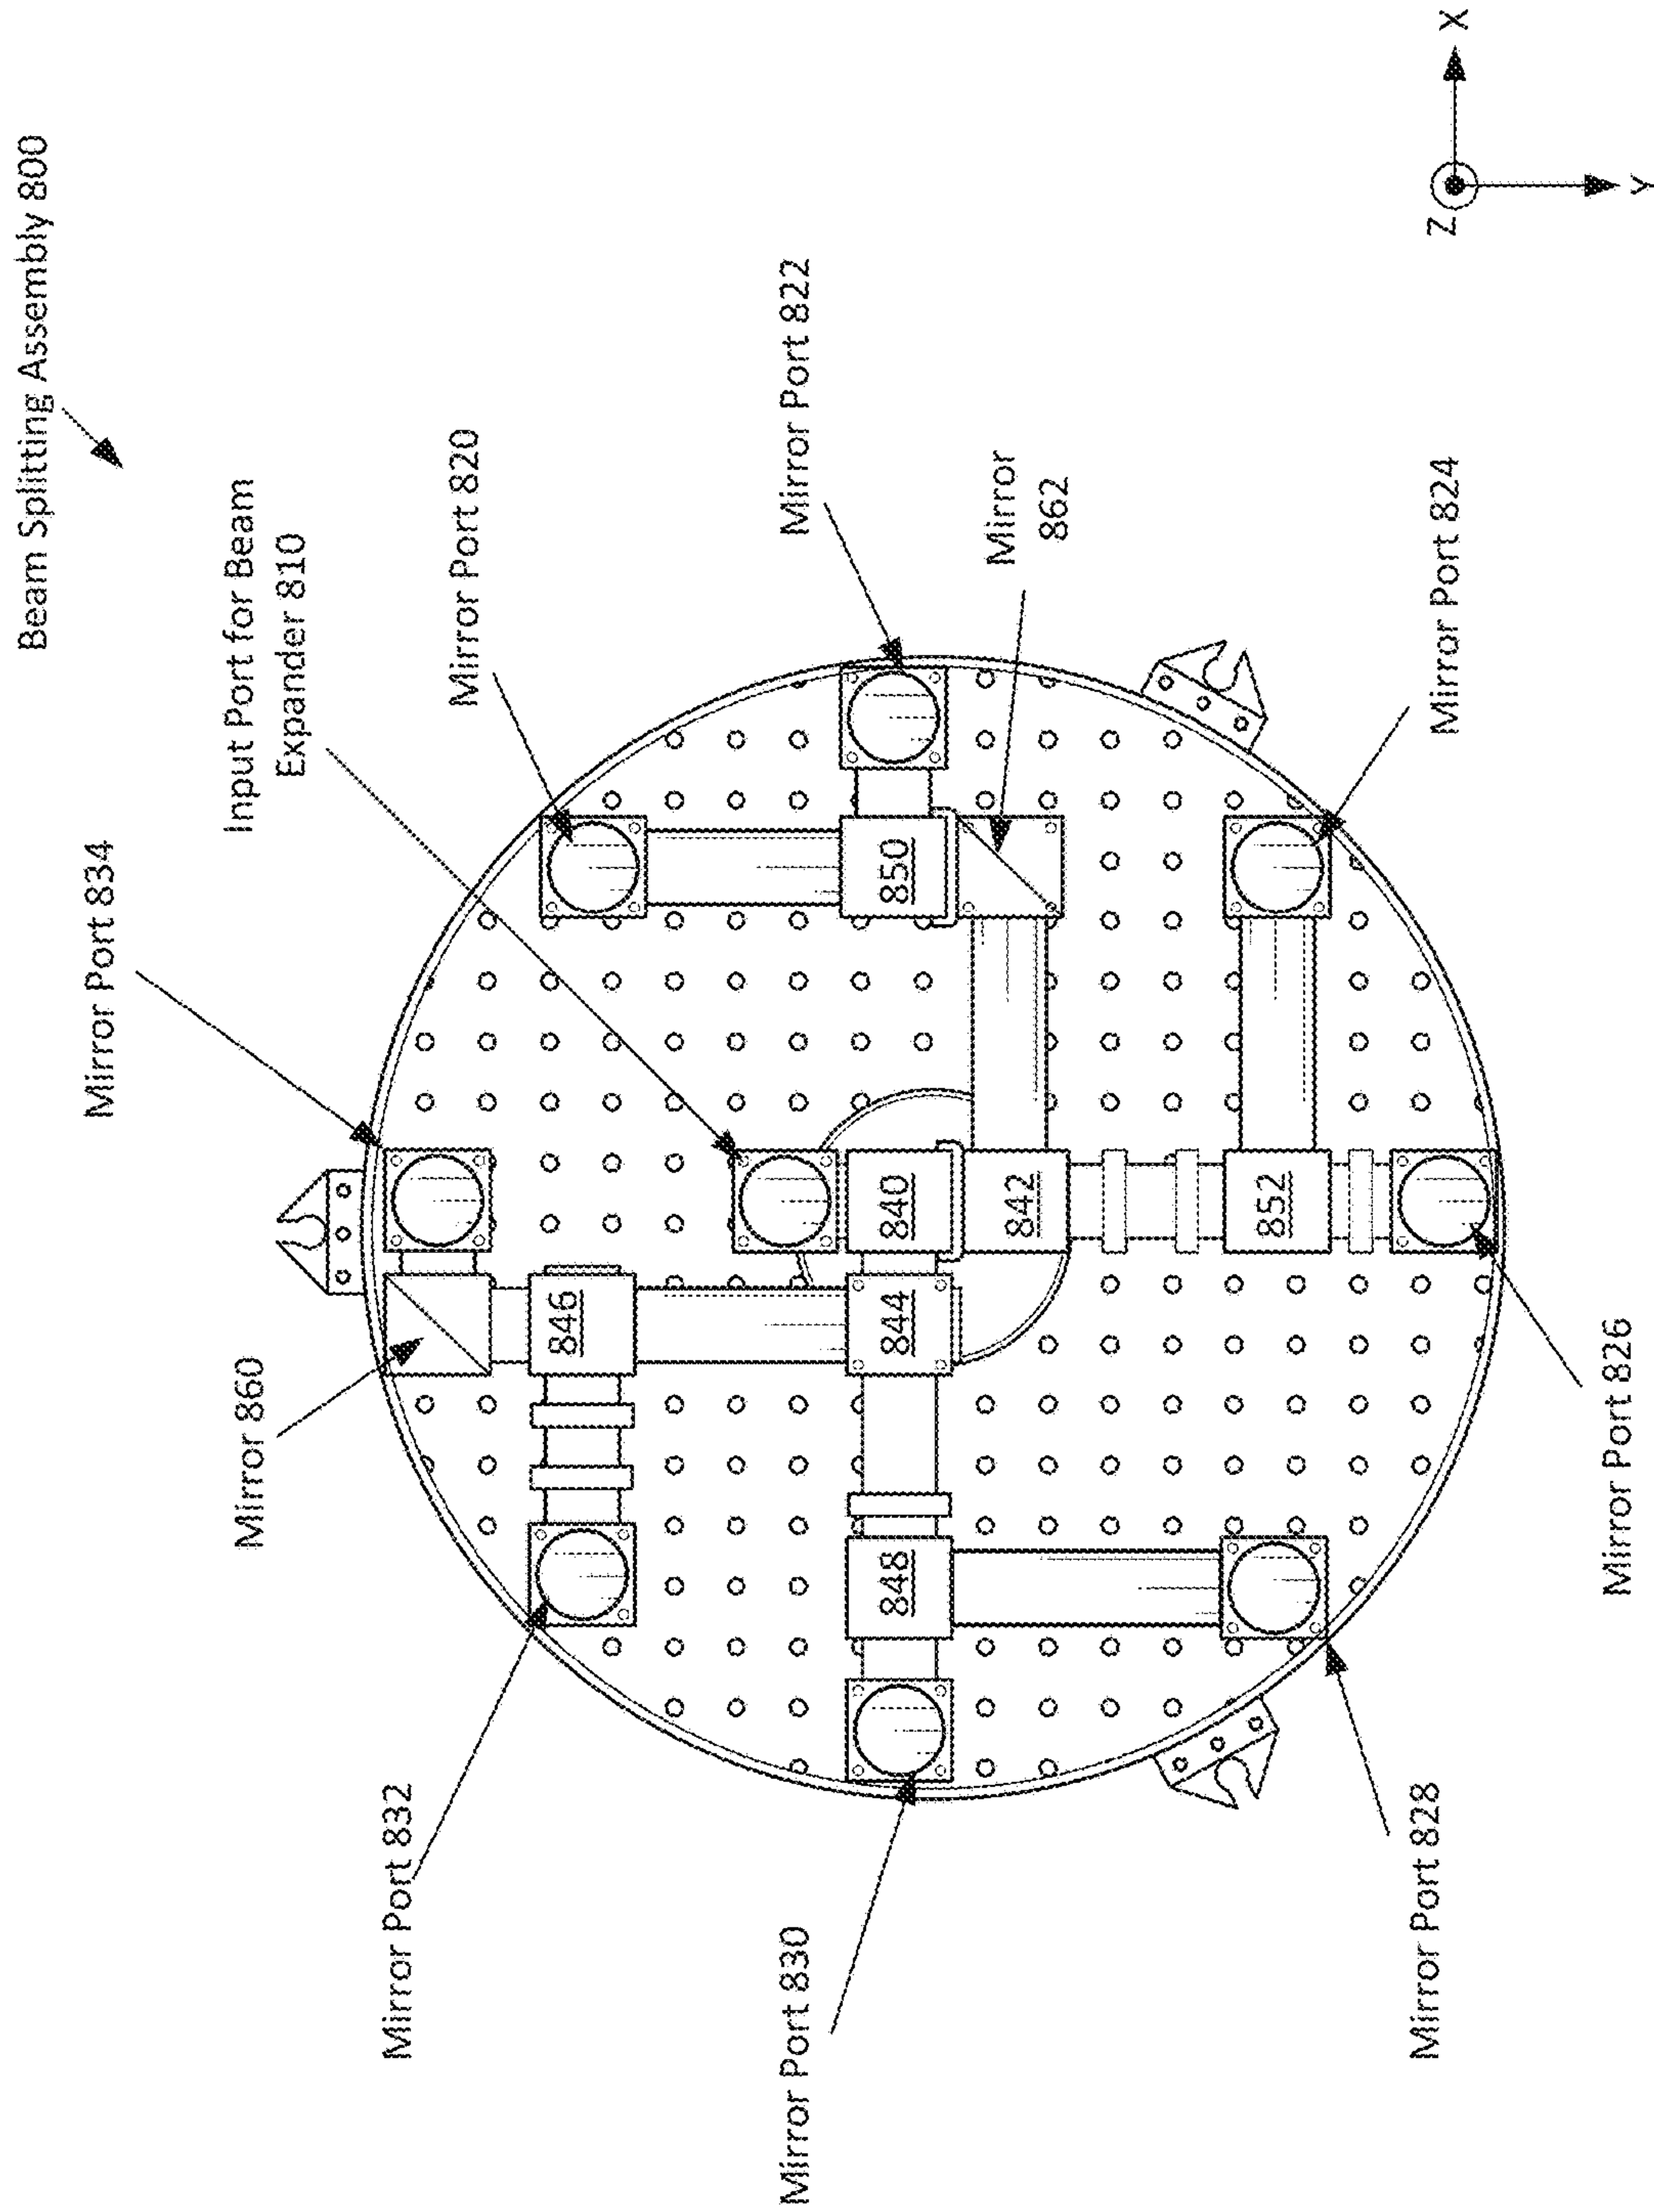 Beam Splitting Assembly 800
Input Port for Beam
Expander 810
Mirror Port 834
Mirror Port 820
Mirror Port 822
Mirror
862
Mirror Port 824
Mirror 860
Mirror Port 832
Mirror Port 830
Mirror Port 828
Mirror Port 826
846
844
848
840
842
850
852
X
Y
Z